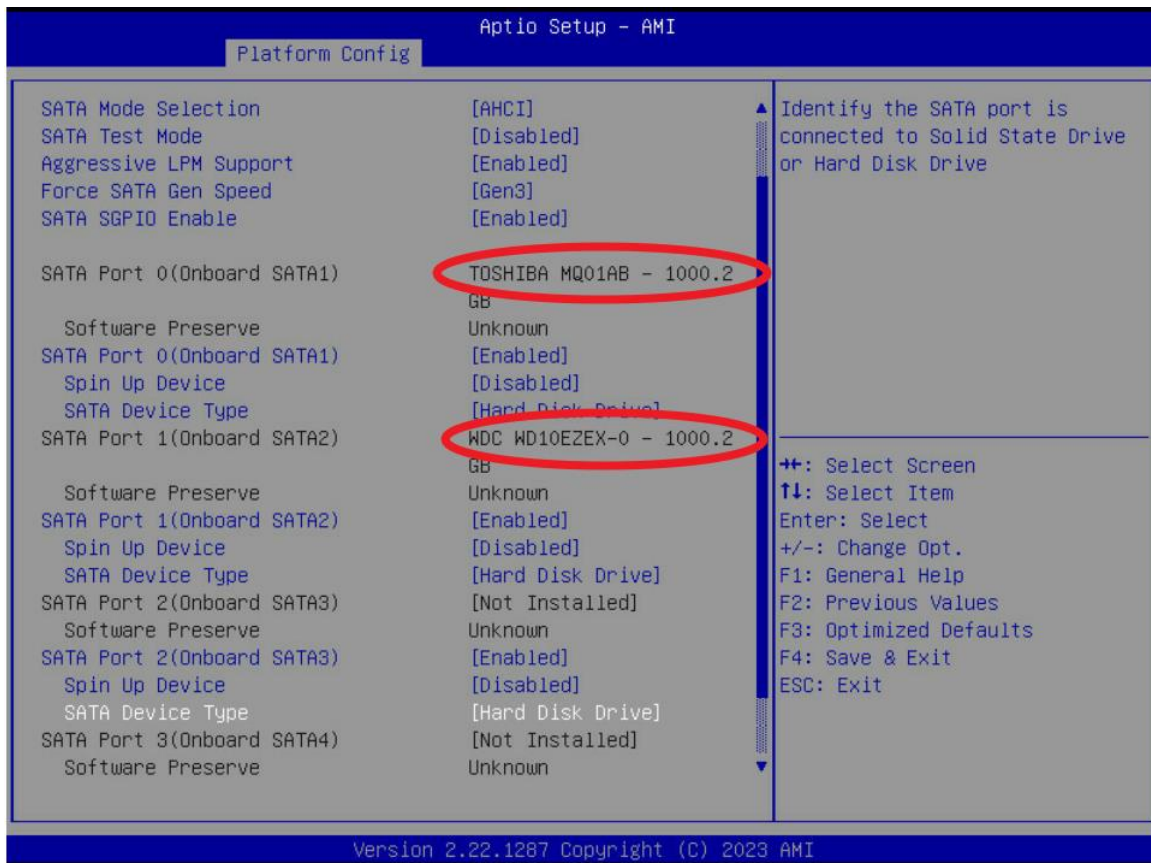 Aptio Setup – AMI
Platform Config
SATA Mode Selection [AHCI]
SATA Test Mode [Disabled]
Aggressive LPM Support [Enabled]
Force SATA Gen Speed [Gen3]
SATA SGPIO Enable [Enabled]
SATA Port 0(Onboard SATA1) TOSHIBA MQ01AB – 1000.2
GB
Software Preserve Unknown
SATA Port 0(Onboard SATA1) [Enabled]
Spin Up Device [Disabled]
SATA Device Type [Hard Disk Drive]
SATA Port 1(Onboard SATA2) WDC WD10EZEX-0 – 1000.2
GB
Software Preserve Unknown
SATA Port 1(Onboard SATA2) [Enabled]
Spin Up Device [Disabled]
SATA Device Type [Hard Disk Drive]
SATA Port 2(Onboard SATA3) [Not Installed]
Software Preserve Unknown
SATA Port 2(Onboard SATA3) [Enabled]
Spin Up Device [Disabled]
SATA Device Type [Hard Disk Drive]
SATA Port 3(Onboard SATA4) [Not Installed]
Software Preserve Unknown
Identify the SATA port is
connected to Solid State Drive
or Hard Disk Drive
→←: Select Screen
↑↓: Select Item
Enter: Select
+/-: Change Opt.
F1: General Help
F2: Previous Values
F3: Optimized Defaults
F4: Save & Exit
ESC: Exit
Version 2.22.1287 Copyright (C) 2023 AMI